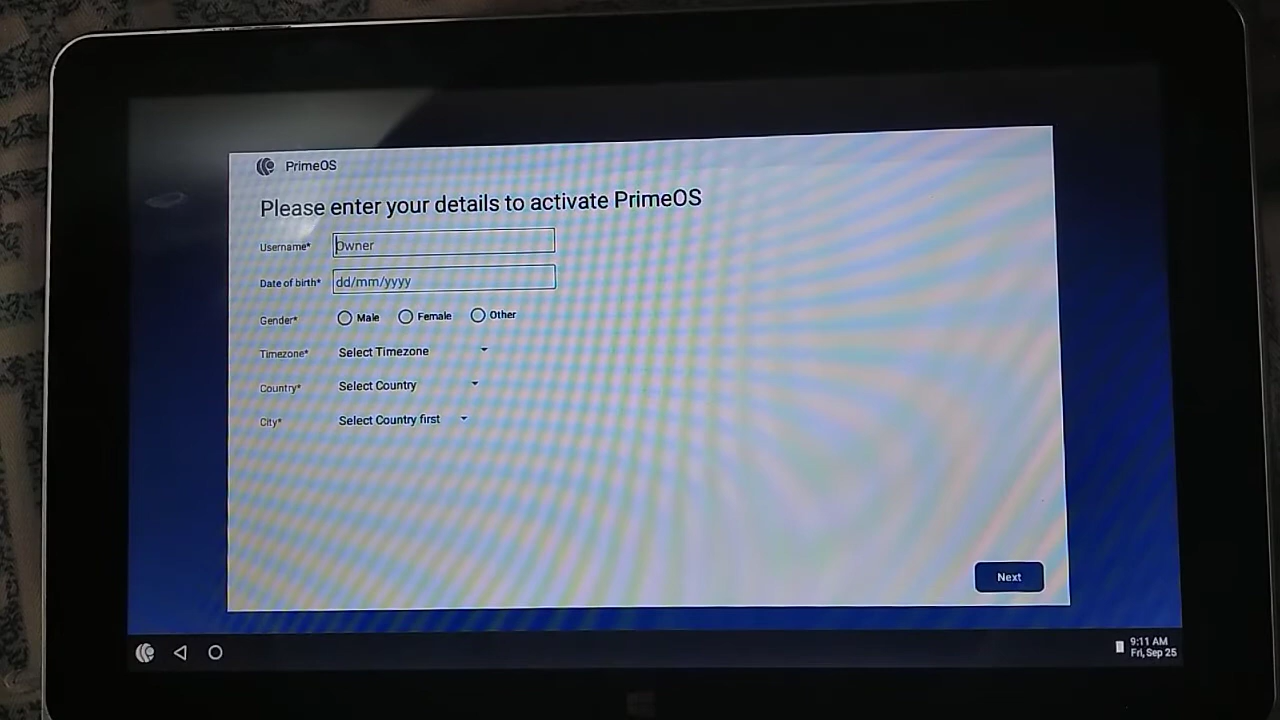 PrimeOS
Please enter your details to activate PrimeOS
Username* Owner
Date of birth* dd/mm/yyyy
Gender* Male Female Other
Timezone* Select Timezone
Country* Select Country
City* Select Country first
Next
9:11 AM
Fri, Sep 25